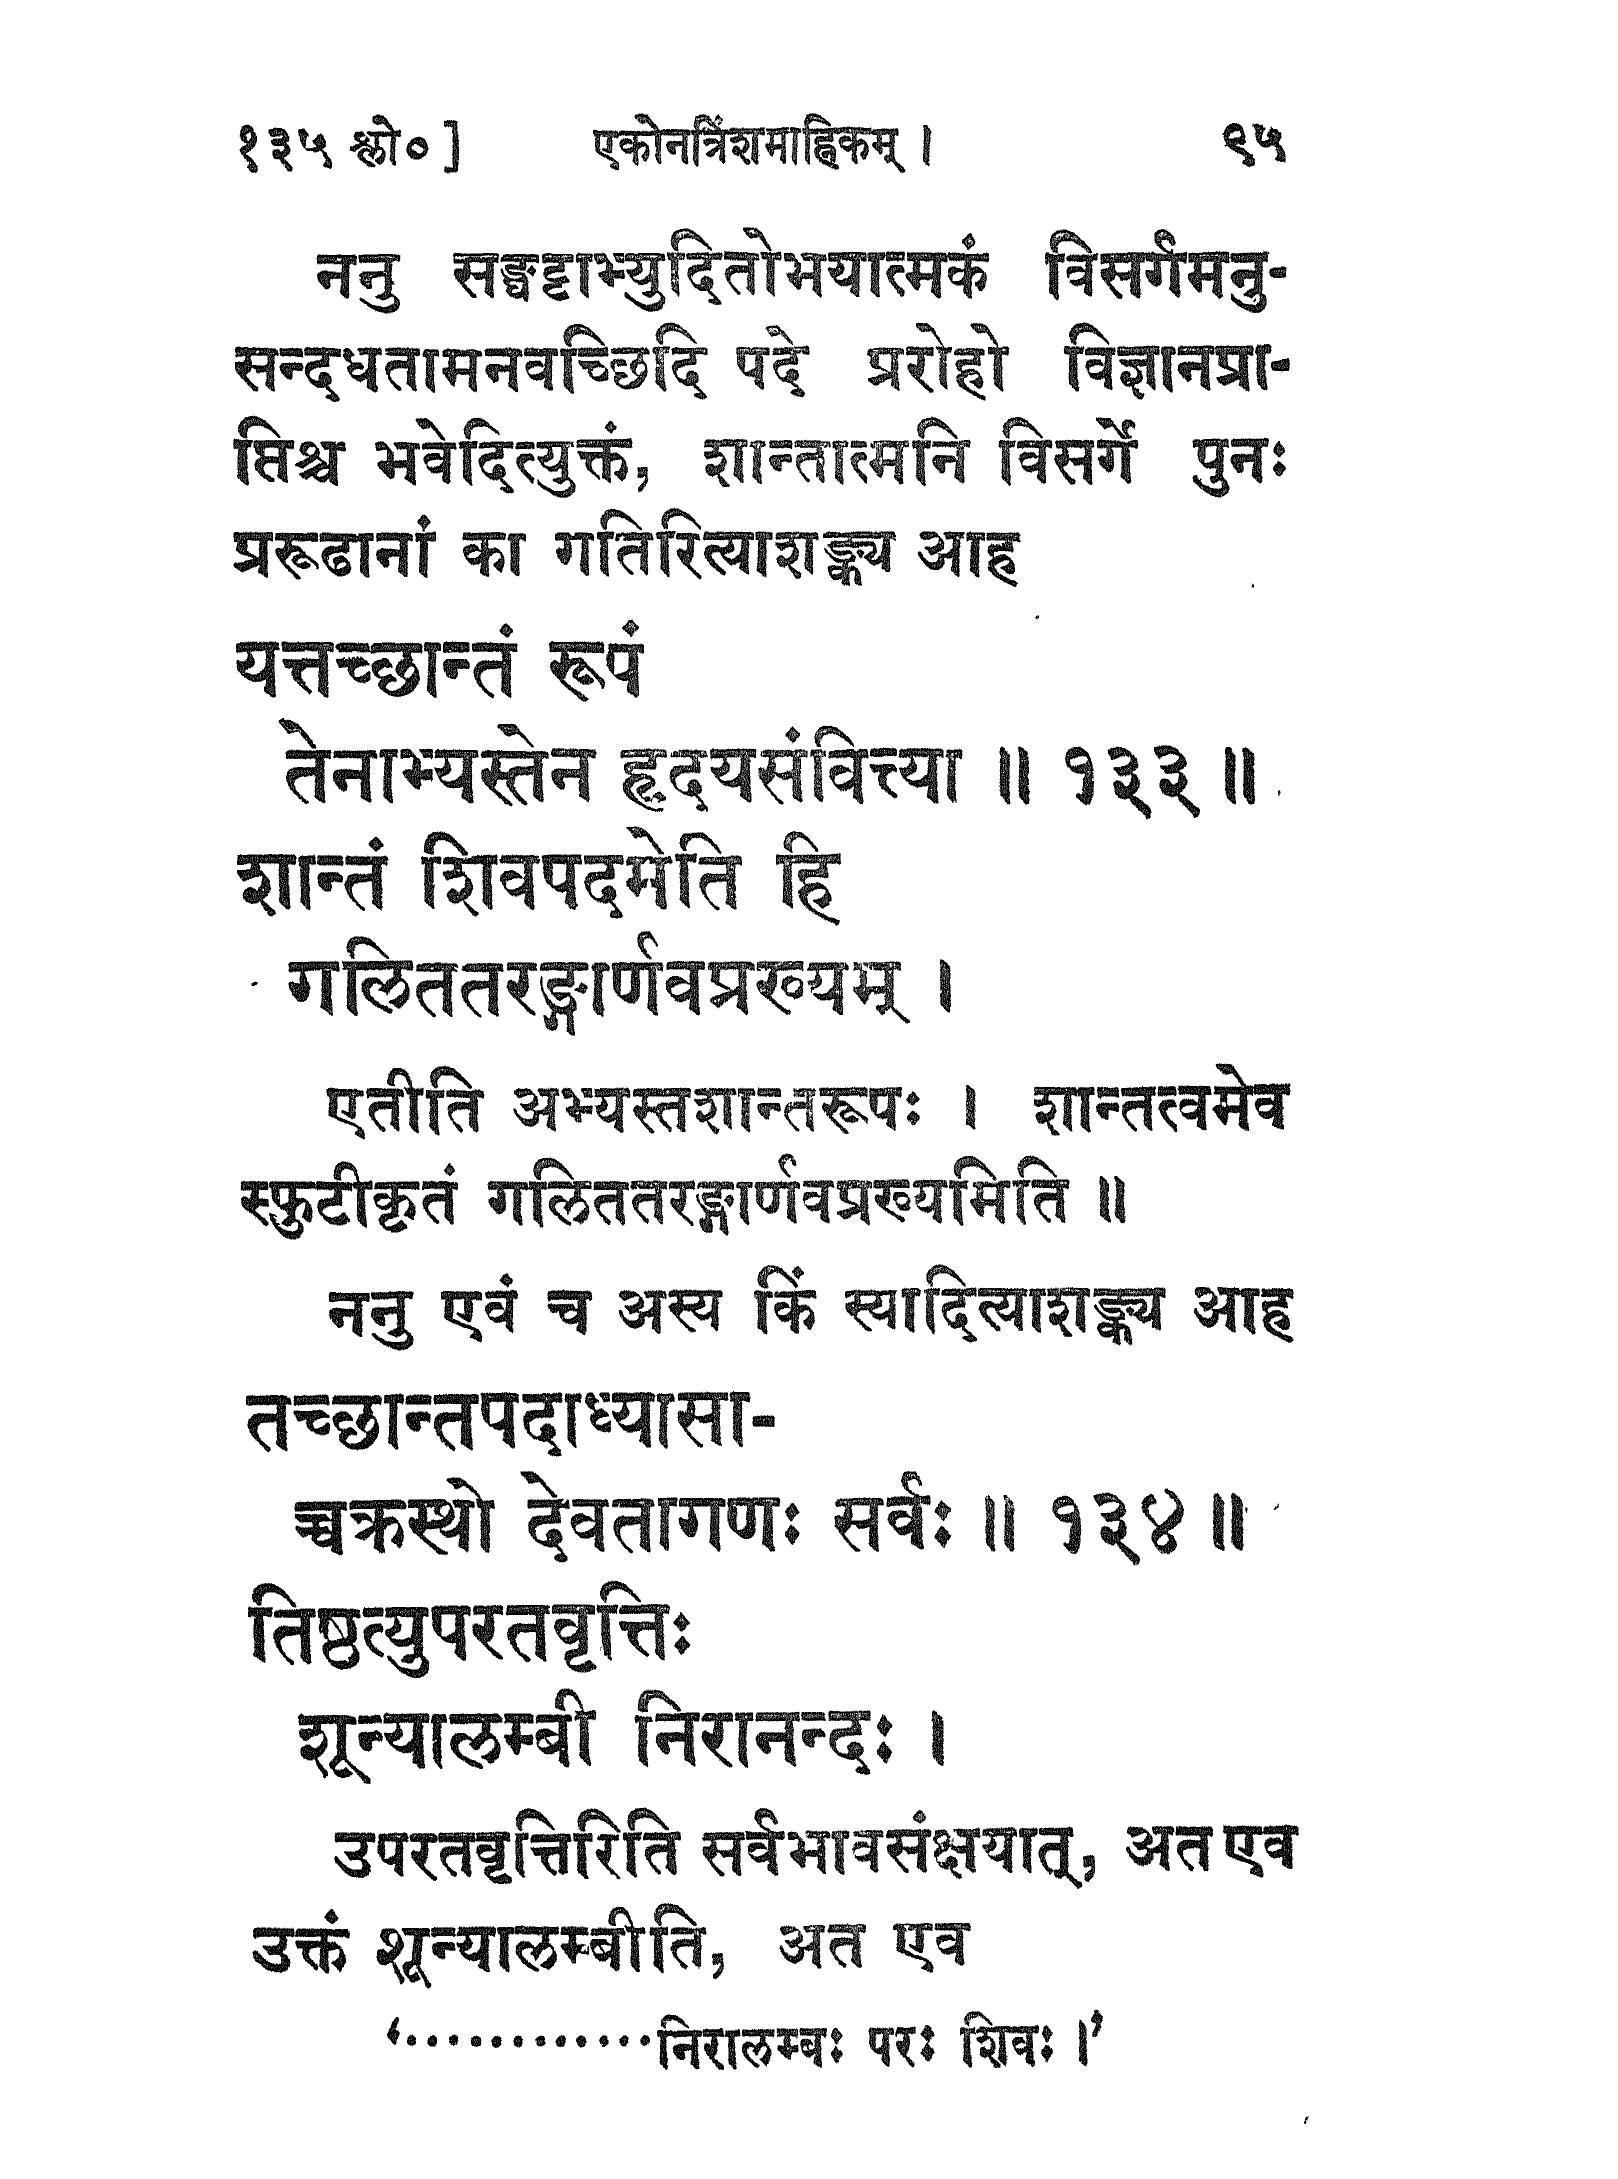 १३५ श्लो० ] एकोनत्रिंशमाह्निकम् । ९५
ननु सङ्घट्टाभ्युदितोभयात्मकं विसर्गमनु-
सन्दधतामनवच्छिदि पदे प्ररोहो विज्ञानप्रा-
प्तिश्च भवेदित्युक्तं, शान्तात्मनि विसर्गे पुनः
प्ररूढानां का गतिरित्याशङ्क्य आह
यत्तच्छान्तं रूपं
तेनाभ्यस्तेन हृदयसंवित्त्या ॥ १३३ ॥
शान्तं शिवपदमेति हि
गलिततरङ्गार्णवप्रख्यम् ।
एतीति अभ्यस्तशान्तरूपः । शान्तत्वमेव
स्फुटीकृतं गलिततरङ्गार्णवप्रख्यमिति ॥
ननु एवं च अस्य किं स्यादित्याशङ्क्य आह
तच्छान्तपदाध्यासा-
च्चक्रस्थो देवतागणः सर्वः ॥ १३४ ॥
तिष्ठत्युपरतवृत्तिः
शून्यालम्बी निरानन्दः ।
उपरतवृत्तिरिति सर्वभावसंक्षयात्, अत एव
उक्तं शून्यालम्बीति, अत एव
‘............निरालम्बः परः शिवः ।’